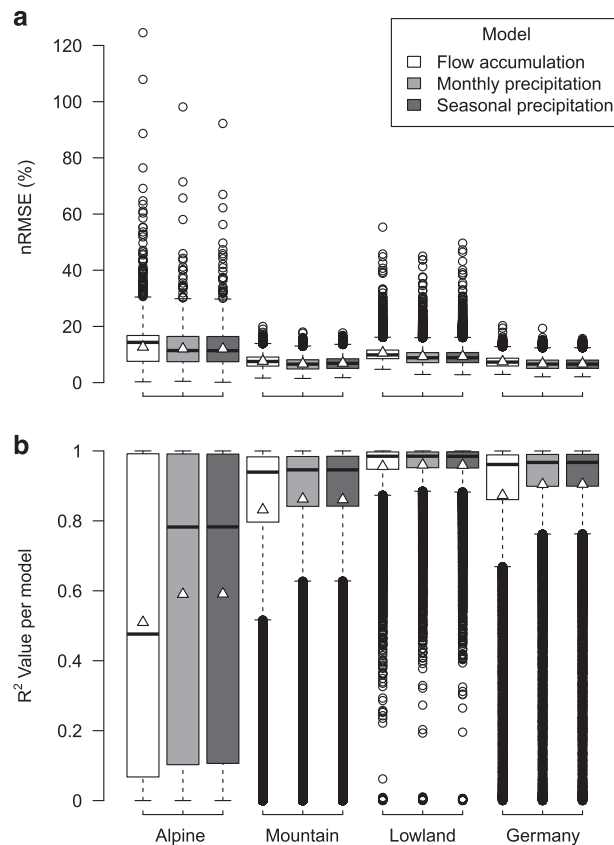 a
Model
Flow accumulation
Monthly precipitation
Seasonal precipitation
nRMSE (%)
120
100
80
60
40
20
0
b
R² Value per model
1
0.8
0.6
0.4
0.2
0
Alpine Mountain Lowland Germany